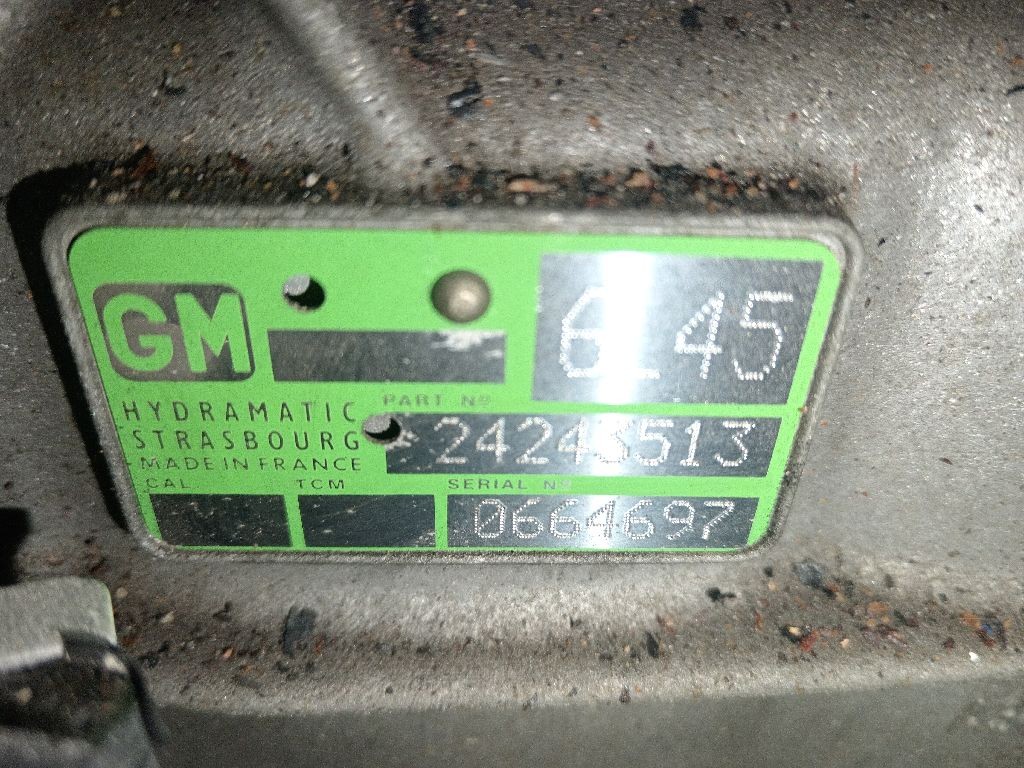 GM
6L45
PART Nº
HYDRAMATIC
24243513
STRASBOURG
MADE IN FRANCE
CAL
TCM
SERIAL Nº
0664697